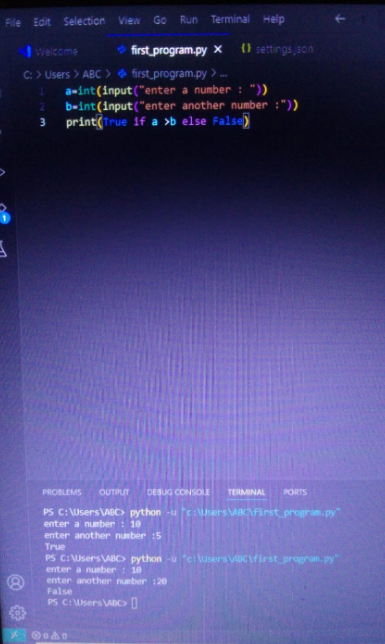 File Edit Selection View Go Run Terminal Help
Welcome first_program.py {} settings.json
C: > Users > ABC > first_program.py > ...
1 a=int(input("enter a number : "))
2 b=int(input("enter another number :"))
3 print(True if a >b else False)
1
PROBLEMS OUTPUT DEBUG CONSOLE TERMINAL PORTS
PS C:\Users\ABC> python -u "c:\Users\ABC\first_program.py"
enter a number : 10
enter another number :5
True
PS C:\Users\ABC> python -u "c:\Users\ABC\first_program.py"
enter a number : 10
enter another number :20
False
PS C:\Users\ABC>
0 0 0